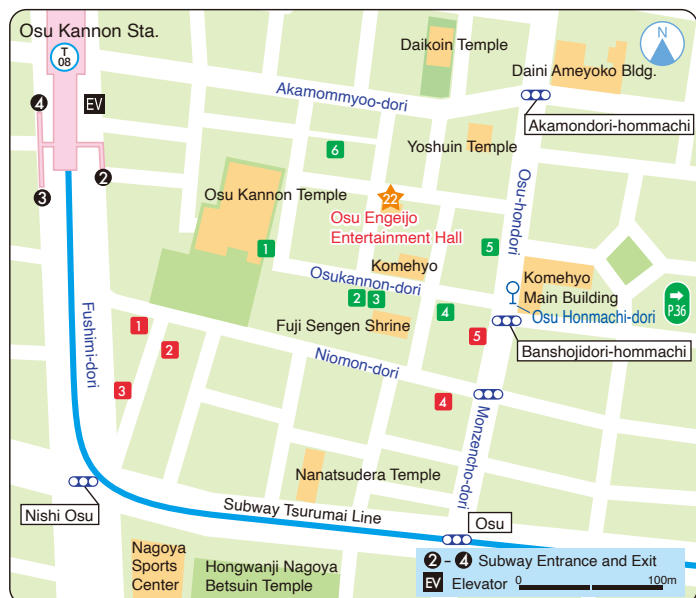 Osu Kannon Sta.
T
08
4
EV
2
3
Daikoin Temple
N
Daini Ameyoko Bldg.
Akamommyoo-dori
Akamondori-hommachi
6
Yoshuin Temple
Osu Kannon Temple
22
Osu Engeijo
Entertainment Hall
Osu-hondori
1
5
Komehyo
Osukannon-dori
2
3
4
Komehyo
Main Building
Osu Honmachi-dori
P.36
Fuji Sengen Shrine
5
Banshojidori-hommachi
Fushimi-dori
1
2
3
Niomon-dori
4
Monzencho-dori
Nanatsudera Temple
Nishi Osu
Subway Tsurumai Line
Osu
Nagoya
Sports
Center
Hongwanji Nagoya
Betsuin Temple
2 - 4 Subway Entrance and Exit
EV Elevator 0 100m